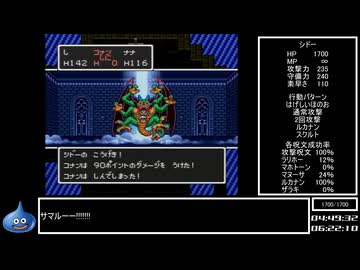 し コナン ナナ
しに
H142 H 0 H116
シドーの こうげき!
コナンは 90ポイントのダメージを うけた!
コナンは しんでしまった!
サマルーー!!!!!!!
シドー
HP 1700
MP ∞
攻撃力 235
守備力 240
素早さ 110
行動パターン
はげしいほのお
通常攻撃
2回攻撃
ルカナン
スクルト
各呪文成功率
攻撃呪文 100%
ラリホー 12%
マホトーン 0%
マヌーサ 24%
ルカナン 100%
ザラキ 0%
1700/1700
04:49:32
06:22:10